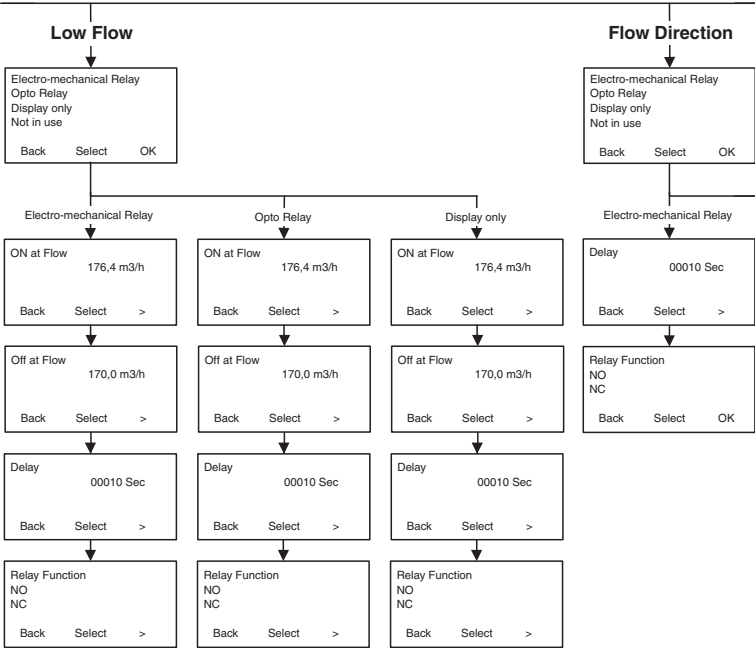 Low Flow
Electro-mechanical Relay
Opto Relay
Display only
Not in use
Back Select OK
Electro-mechanical Relay
ON at Flow
176,4 m3/h
Back Select >
Off at Flow
170,0 m3/h
Back Select >
Delay
00010 Sec
Back Select >
Relay Function
NO
NC
Back Select >
Opto Relay
ON at Flow
176,4 m3/h
Back Select >
Off at Flow
170,0 m3/h
Back Select >
Delay
00010 Sec
Back Select >
Relay Function
NO
NC
Back Select >
Display only
ON at Flow
176,4 m3/h
Back Select >
Off at Flow
170,0 m3/h
Back Select >
Delay
00010 Sec
Back Select >
Relay Function
NO
NC
Back Select >
Flow Direction
Electro-mechanical Relay
Opto Relay
Display only
Not in use
Back Select OK
Electro-mechanical Relay
Delay
00010 Sec
Back Select >
Relay Function
NO
NC
Back Select OK